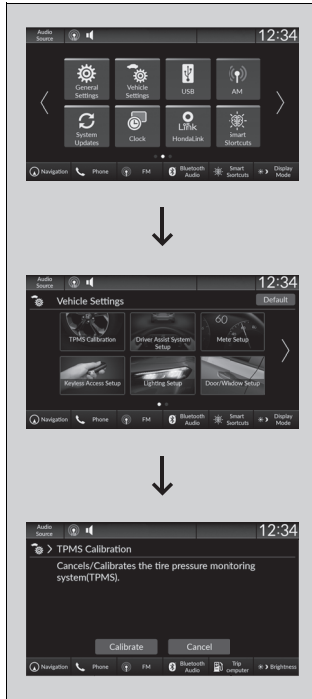 Audio
Source
12:34
General
Settings
Vehicle
Settings
USB
AM
System
Updates
Clock
Link
HondaLink
smart
Shortcuts
Navigation
Phone
FM
Bluetooth
Audio
Smart
Shortcuts
Display
Mode
Audio
Source
12:34
Vehicle Settings
Default
TPMS Calibration
Driver Assist System
Setup
60
Meter Setup
Keyless Access Setup
Lighting Setup
Door/Window Setup
Navigation
Phone
FM
Bluetooth
Audio
Smart
Shortcuts
Display
Mode
Audio
Source
12:34
TPMS Calibration
Cancels/Calibrates the tire pressure monitoring
system(TPMS).
Calibrate
Cancel
Navigation
Phone
FM
Bluetooth
Audio
Trip
computer
Brightness